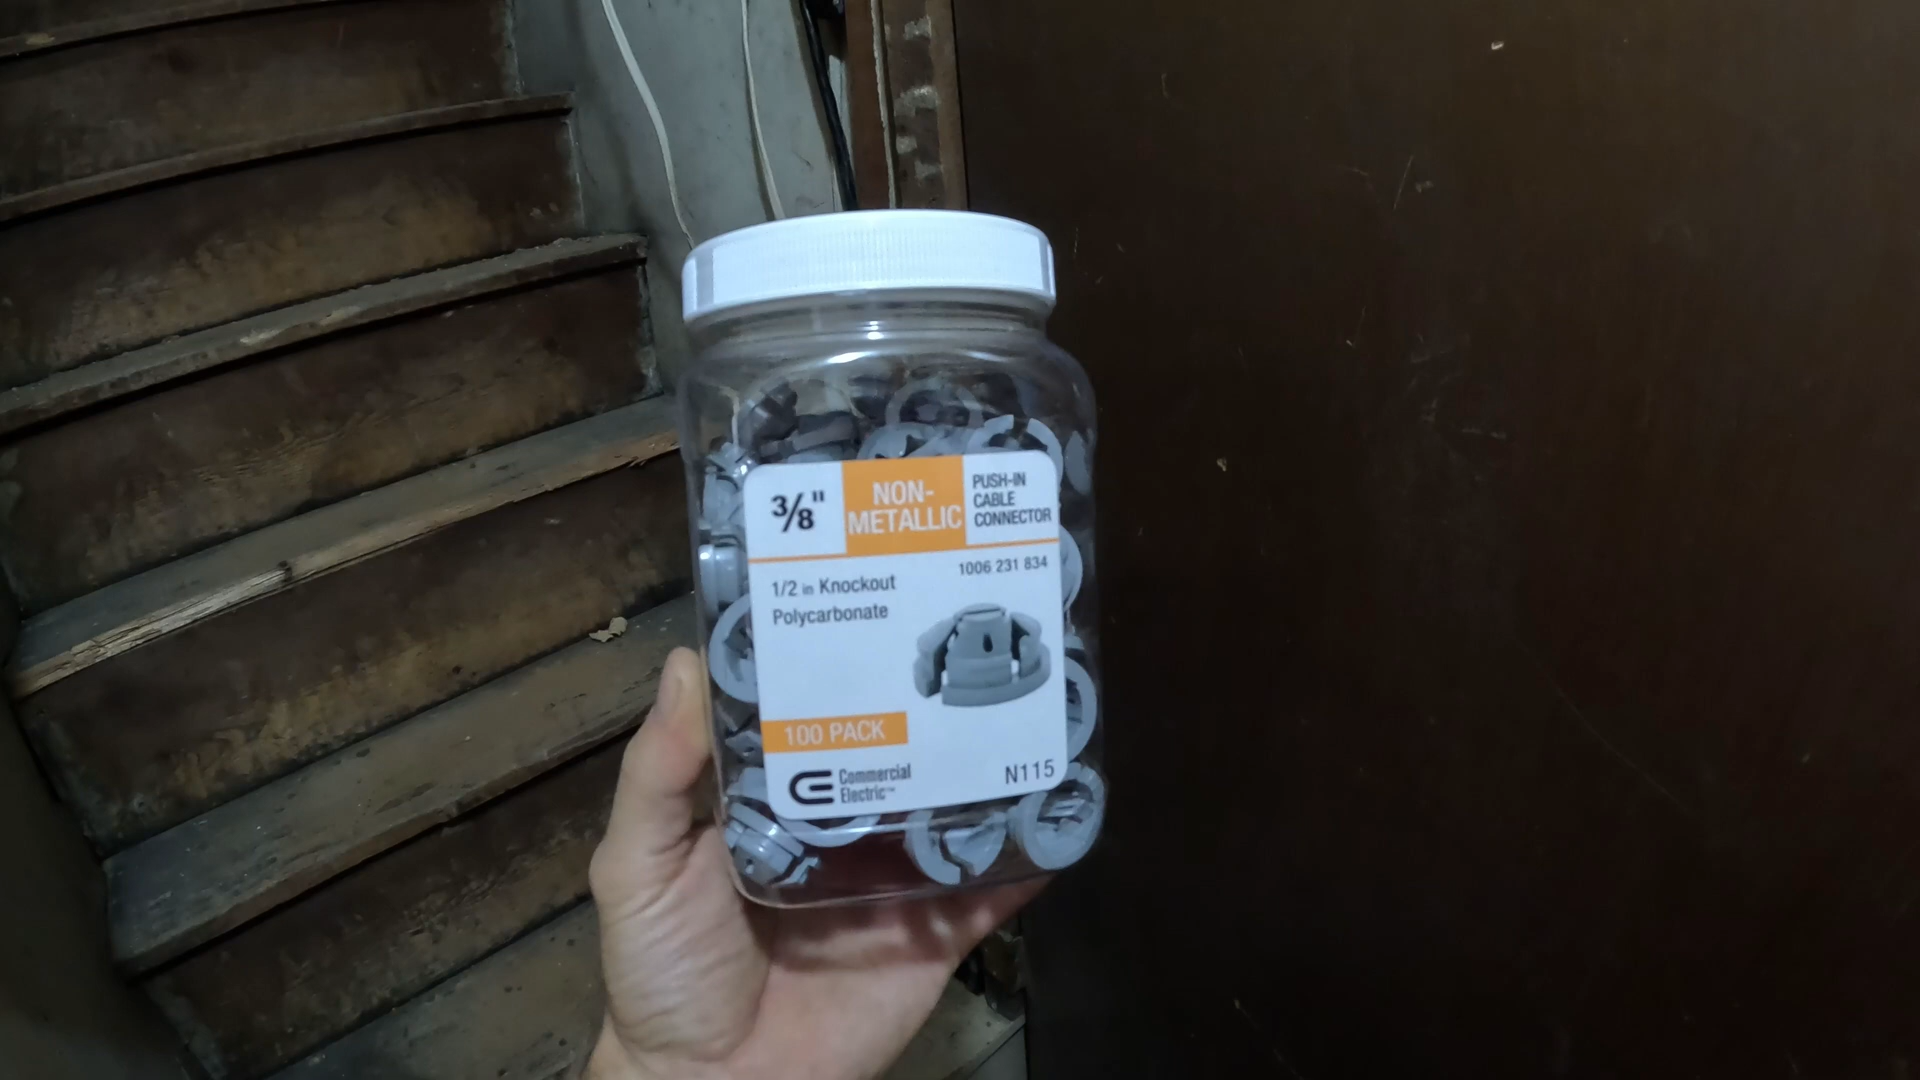 3/8"
NON-
METALLIC
PUSH-IN
CABLE
CONNECTOR
1006 231 834
1/2 in Knockout
Polycarbonate
100 PACK
Commercial
Electric™
N115